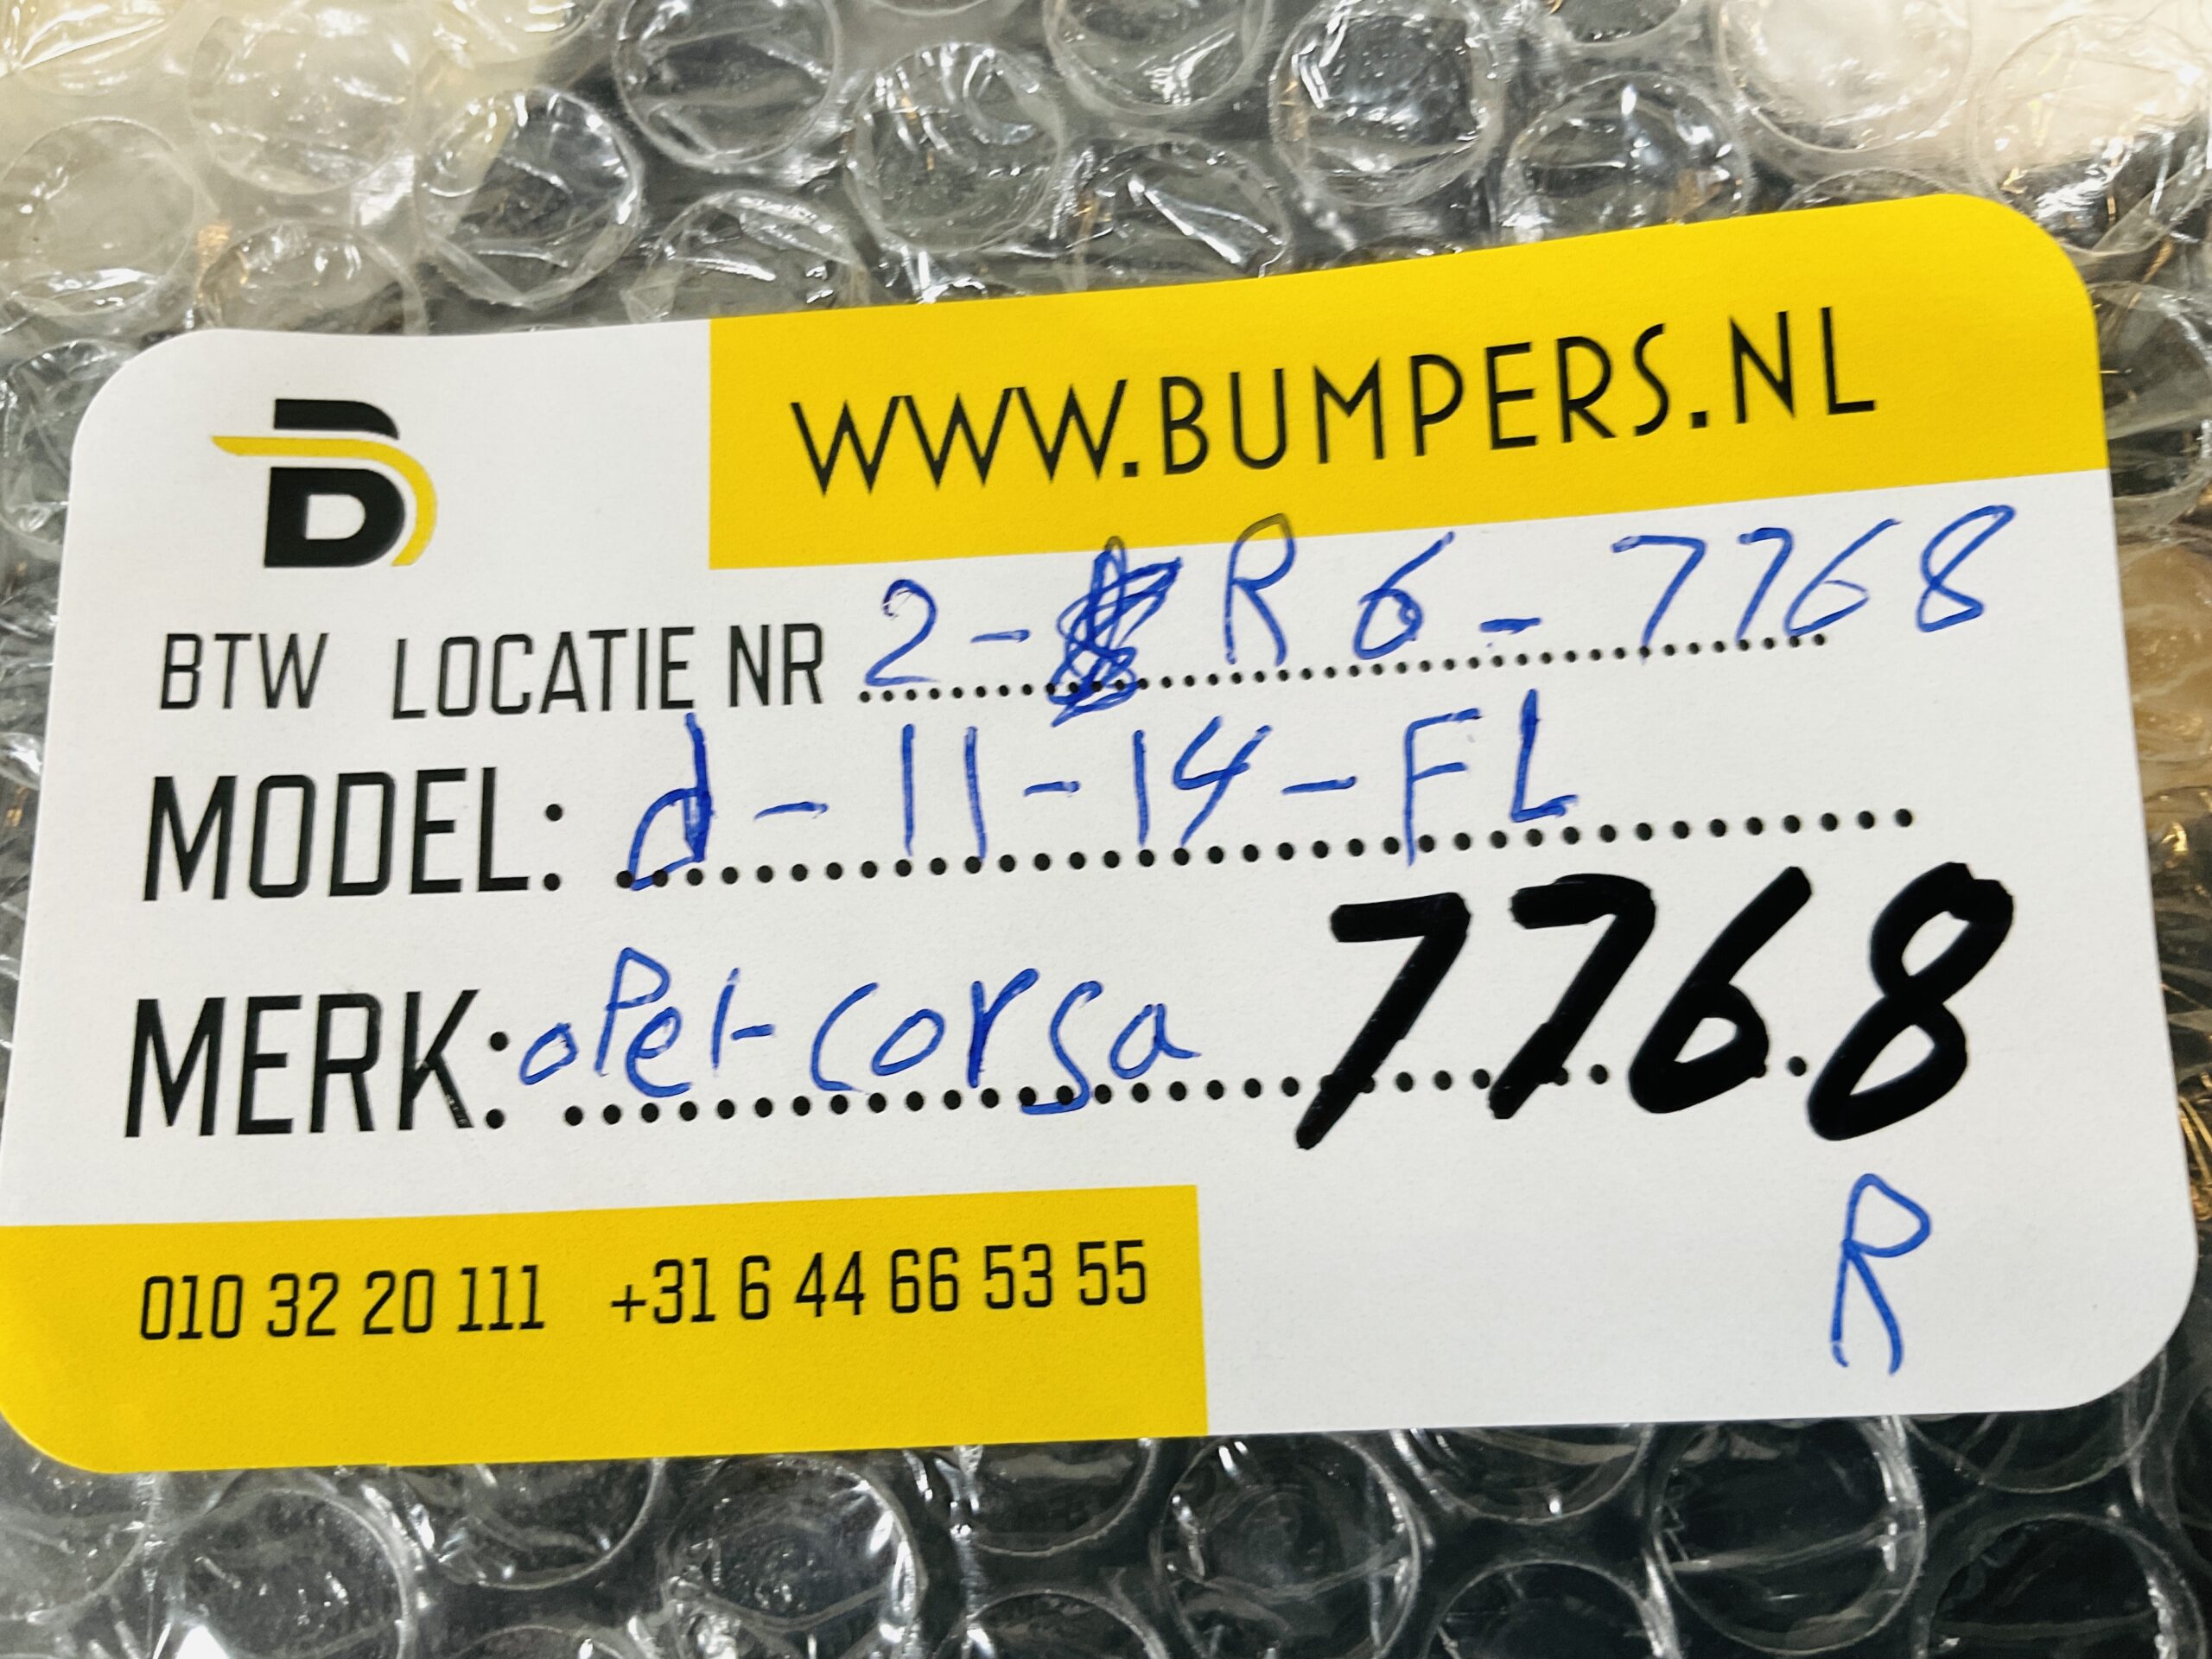 WWW.BUMPERS.NL
B
BTW LOCATIE NR 2- R6-7768
MODEL: d-11-14-FL
MERK: oPel-corsa 7768
R
010 32 20 111 +31 6 44 66 53 55